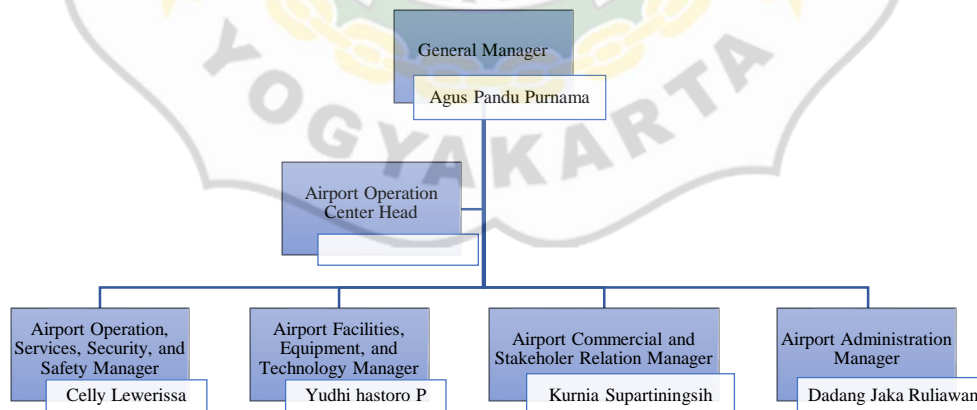 General Manager
Agus Pandu Purnama
YOGYAKARTA
Airport Operation
Center Head
Airport Operation,
Services, Security, and
Safety Manager
Celly Lewerissa
Airport Facilities,
Equipment, and
Technology Manager
Yudhi hastoro P
Airport Commercial and
Stakeholer Relation Manager
Kurnia Supartiningsih
Airport Administration
Manager
Dadang Jaka Ruliawan